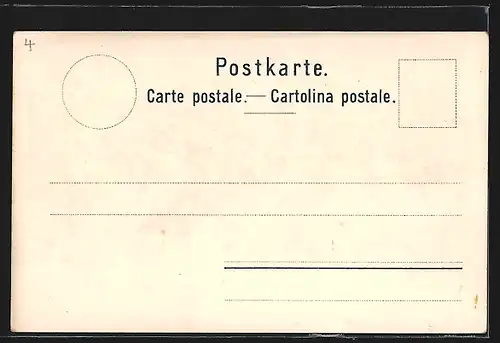 4
Postkarte.
Carte postale.— Cartolina postale.